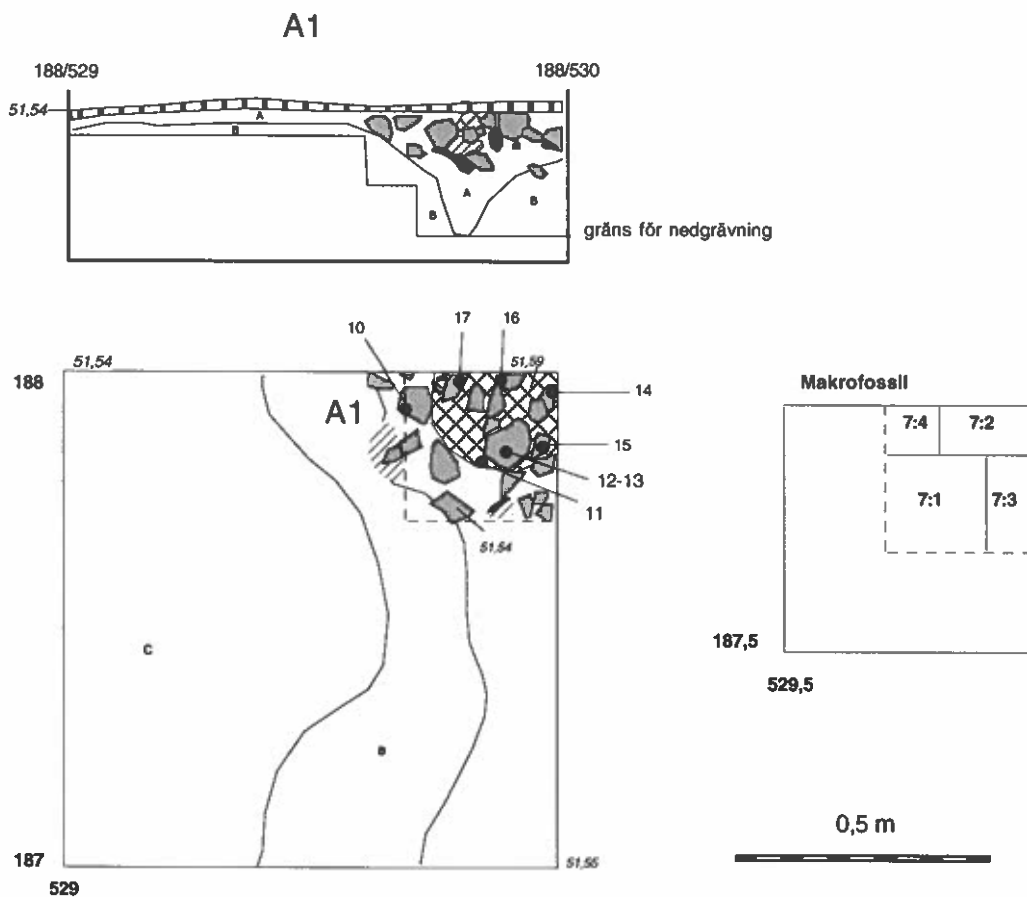 A1
188/529 188/530
51,54
A
B
A
B B
gräns för nedgrävning
10 17 16
51,54 51,59
188
A1
14
15
12-13
11
51,54
C
B
187
529
51,55
Makrofossil
7:4 7:2
7:1 7:3
187,5
529,5
0,5 m